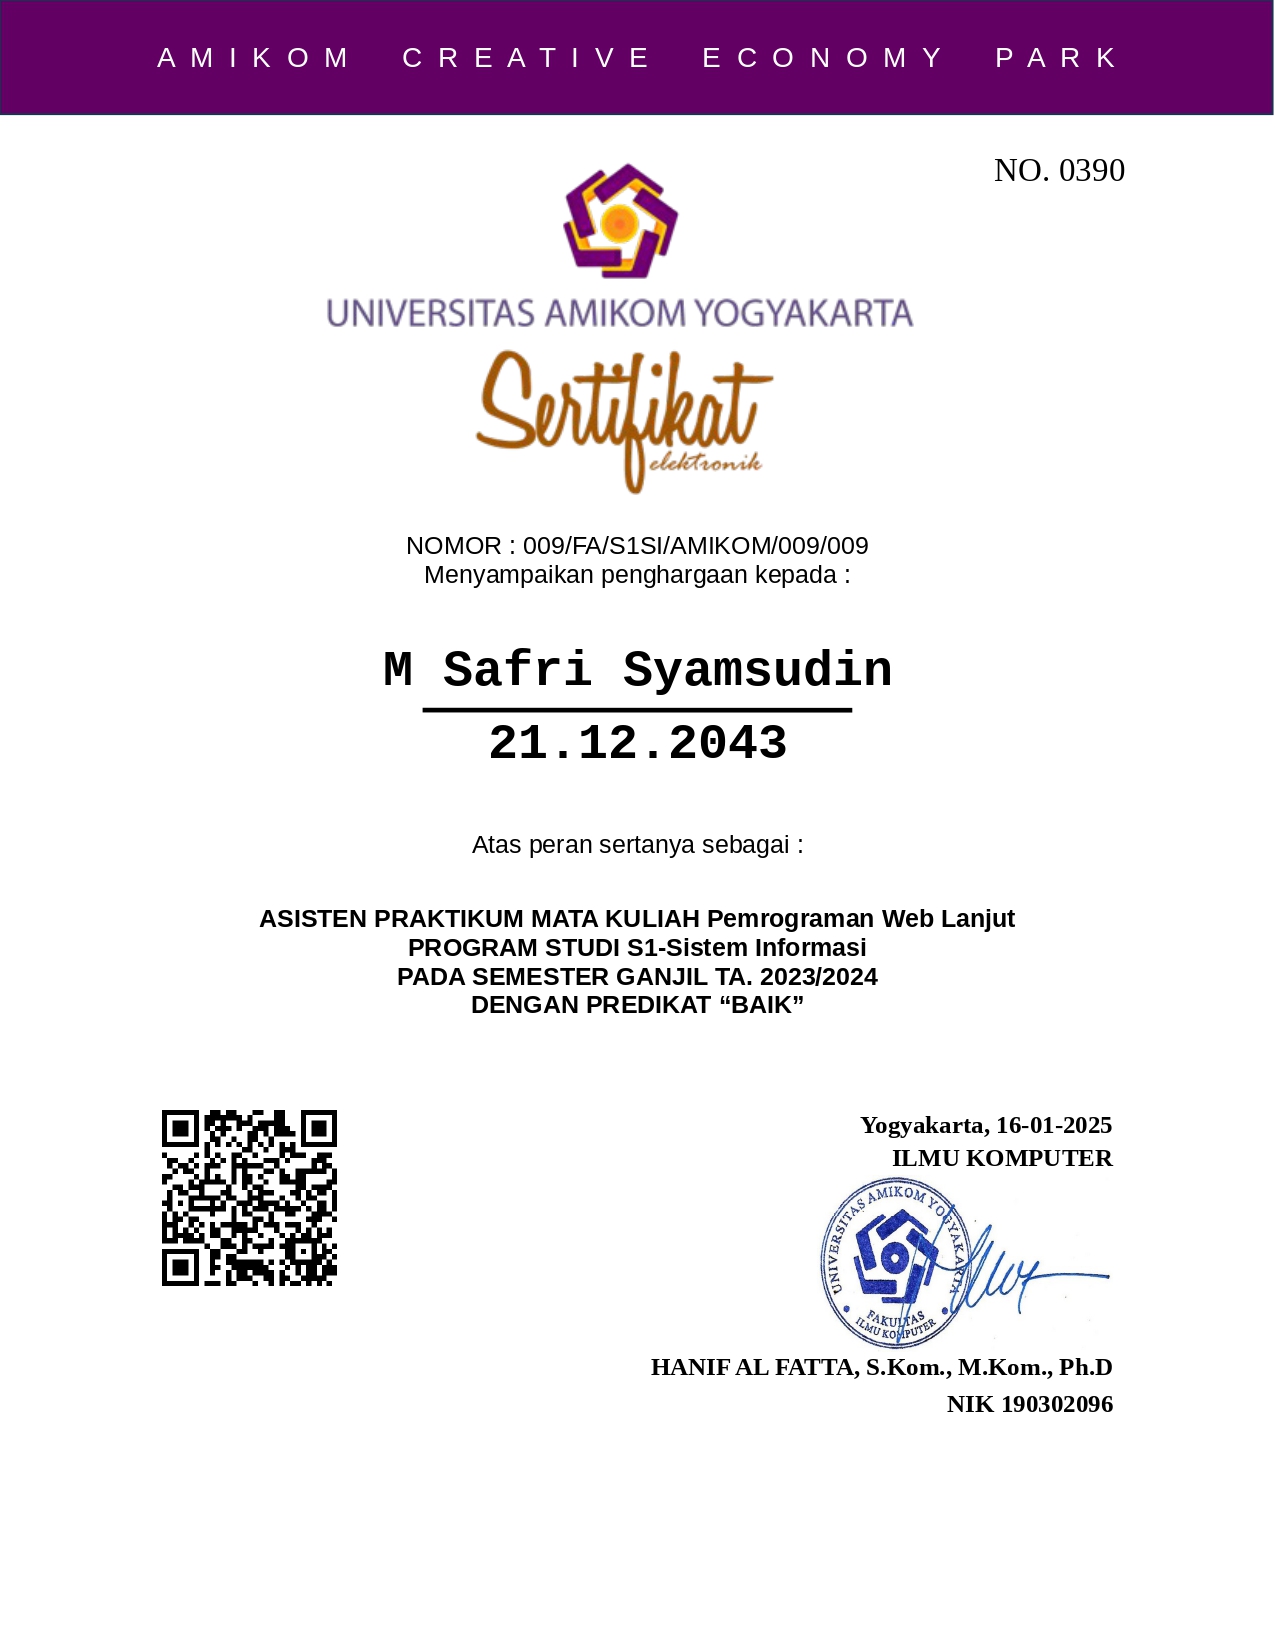 AMIKOM CREATIVE ECONOMY PARK
NO. 0390
UNIVERSITAS AMIKOM YOGYAKARTA
Sertifikat
elektronik
NOMOR : 009/FA/S1SI/AMIKOM/009/009
Menyampaikan penghargaan kepada :
M Safri Syamsudin
21.12.2043
Atas peran sertanya sebagai :
ASISTEN PRAKTIKUM MATA KULIAH Pemrograman Web Lanjut
PROGRAM STUDI S1-Sistem Informasi
PADA SEMESTER GANJIL TA. 2023/2024
DENGAN PREDIKAT “BAIK”
Yogyakarta, 16-01-2025
ILMU KOMPUTER
UNIVERSITAS AMIKOM YOGYAKARTA
FAKULTAS
ILMU KOMPUTER
HANIF AL FATTA, S.Kom., M.Kom., Ph.D
NIK 190302096